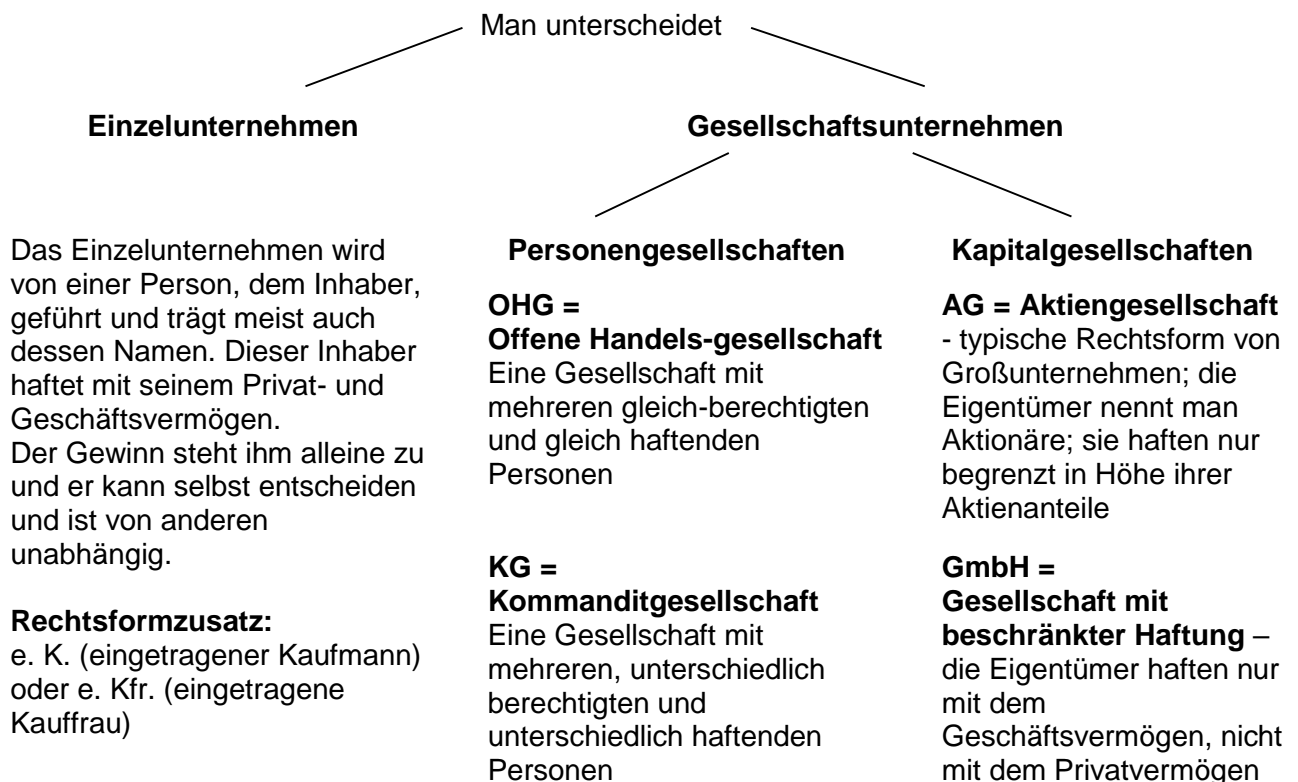 Man unterscheidet
Einzelunternehmen
Gesellschaftsunternehmen
Das Einzelunternehmen wird
von einer Person, dem Inhaber,
geführt und trägt meist auch
dessen Namen. Dieser Inhaber
haftet mit seinem Privat- und
Geschäftsvermögen.
Der Gewinn steht ihm alleine zu
und er kann selbst entscheiden
und ist von anderen
unabhängig.
Rechtsformzusatz:
e. K. (eingetragener Kaufmann)
oder e. Kfr. (eingetragene
Kauffrau)
Personengesellschaften
OHG =
Offene Handels-gesellschaft
Eine Gesellschaft mit
mehreren gleich-berechtigten
und gleich haftenden
Personen
KG =
Kommanditgesellschaft
Eine Gesellschaft mit
mehreren, unterschiedlich
berechtigten und
unterschiedlich haftenden
Personen
Kapitalgesellschaften
AG = Aktiengesellschaft
- typische Rechtsform von
Großunternehmen; die
Eigentümer nennt man
Aktionäre; sie haften nur
begrenzt in Höhe ihrer
Aktienanteile
GmbH =
Gesellschaft mit
beschränkter Haftung –
die Eigentümer haften nur
mit dem
Geschäftsvermögen, nicht
mit dem Privatvermögen